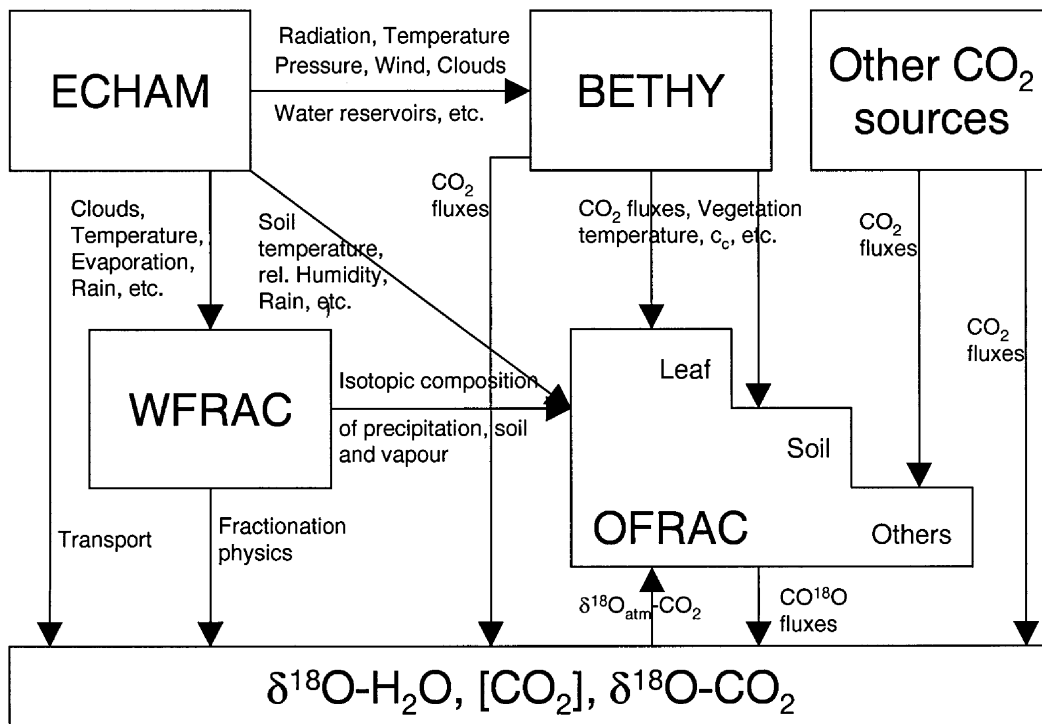 ECHAM
Radiation, Temperature
Pressure, Wind, Clouds
Water reservoirs, etc.
BETHY
Other CO₂
sources
Clouds,
Temperature,
Evaporation,
Rain, etc.
Soil
temperature,
rel. Humidity,
Rain, etc.
CO₂
fluxes
CO₂ fluxes, Vegetation
temperature, c_c, etc.
CO₂
fluxes
CO₂
fluxes
WFRAC
Isotopic composition
of precipitation, soil
and vapour
Leaf
Soil
Others
OFRAC
Transport
Fractionation
physics
δ¹⁸O_atm-CO₂
CO¹⁸O
fluxes
δ¹⁸O-H₂O, [CO₂], δ¹⁸O-CO₂